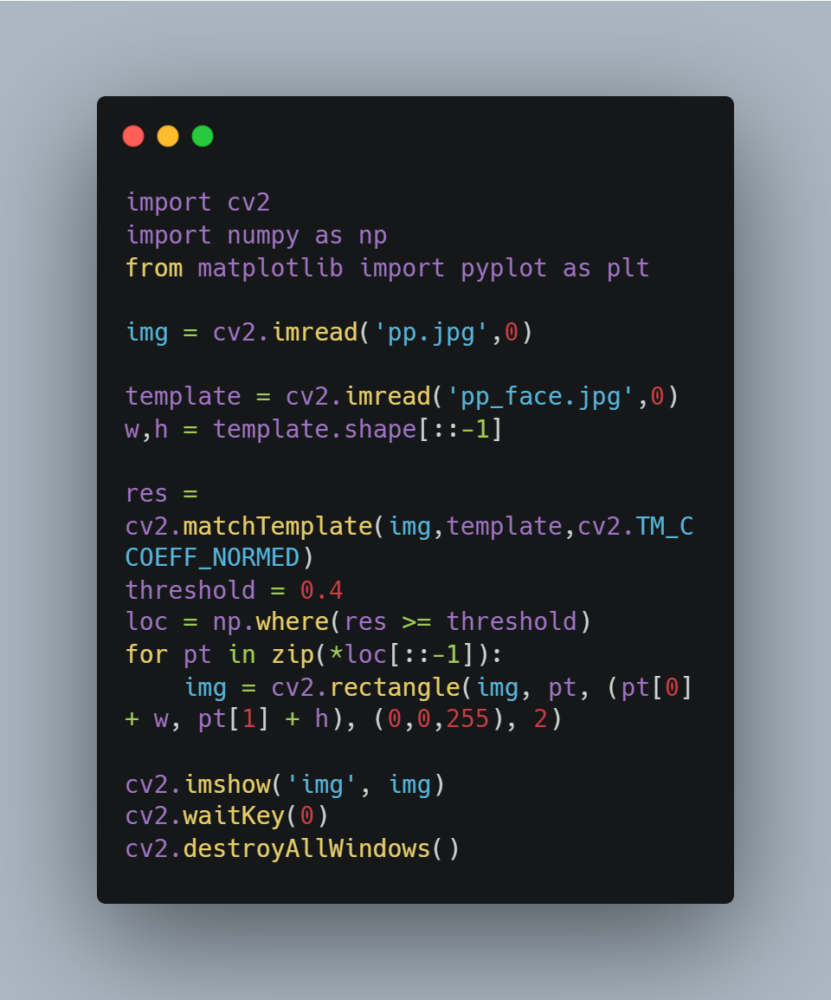 import cv2
import numpy as np
from matplotlib import pyplot as plt
img = cv2.imread('pp.jpg',0)
template = cv2.imread('pp_face.jpg',0)
w,h = template.shape[::-1]
res =
cv2.matchTemplate(img,template,cv2.TM_C
COEFF_NORMED)
threshold = 0.4
loc = np.where(res >= threshold)
for pt in zip(*loc[::-1]):
    img = cv2.rectangle(img, pt, (pt[0]
+ w, pt[1] + h), (0,0,255), 2)
cv2.imshow('img', img)
cv2.waitKey(0)
cv2.destroyAllWindows()